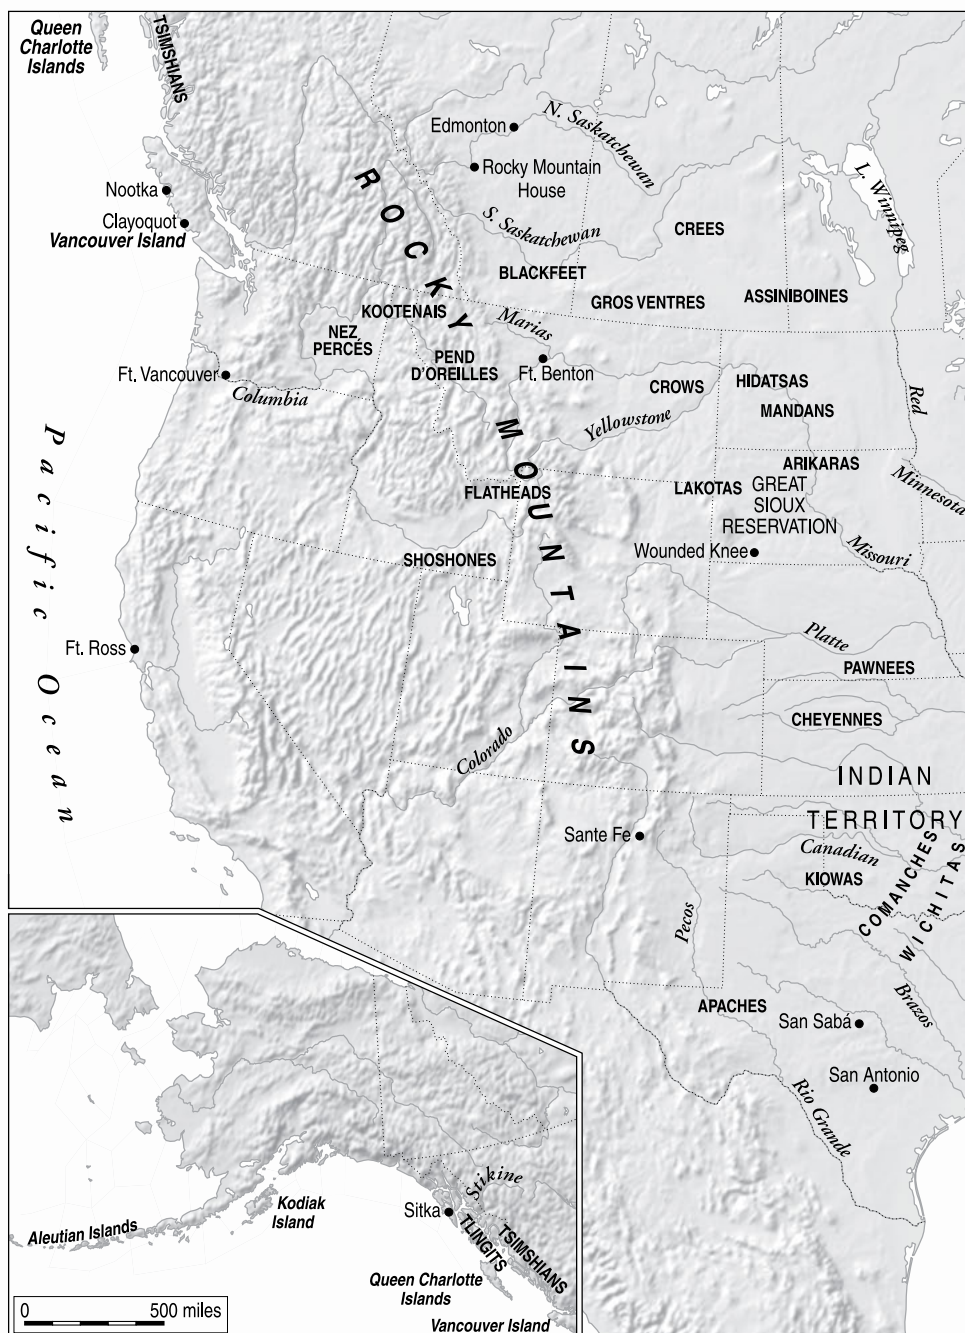 Queen
Charlotte
Islands
TSIMSHIANS
Edmonton
N. Saskatchewan
Rocky Mountain
House
L. Winnipeg
Nootka
Clayoquot
Vancouver Island
S. Saskatchewan
CREES
BLACKFEET
GROS VENTRES
ASSINIBOINES
ROCKY
MOUNTAINS
KOOTENAIS
Marias
NEZ
PERCÉS
PEND
D'OREILLES
Ft. Benton
Ft. Vancouver
Columbia
CROWS
HIDATSAS
MANDANS
Red
Yellowstone
ARIKARAS
FLATHEADS
LAKOTAS
GREAT
SIOUX
RESERVATION
Minnesota
Wounded Knee
Missouri
SHOSHONES
Pacific Ocean
Ft. Ross
Platte
PAWNEES
CHEYENNES
Colorado
INDIAN
TERRITORY
Sante Fe
Canadian
KIOWAS
COMANCHES
WICHITAS
Pecos
Brazos
APACHES
San Sabá
San Antonio
Rio Grande
Stikine
Kodiak
Island
Sitka
Aleutian Islands
TLINGITS
TSIMSHIANS
Queen Charlotte
Islands
Vancouver Island
0 500 miles